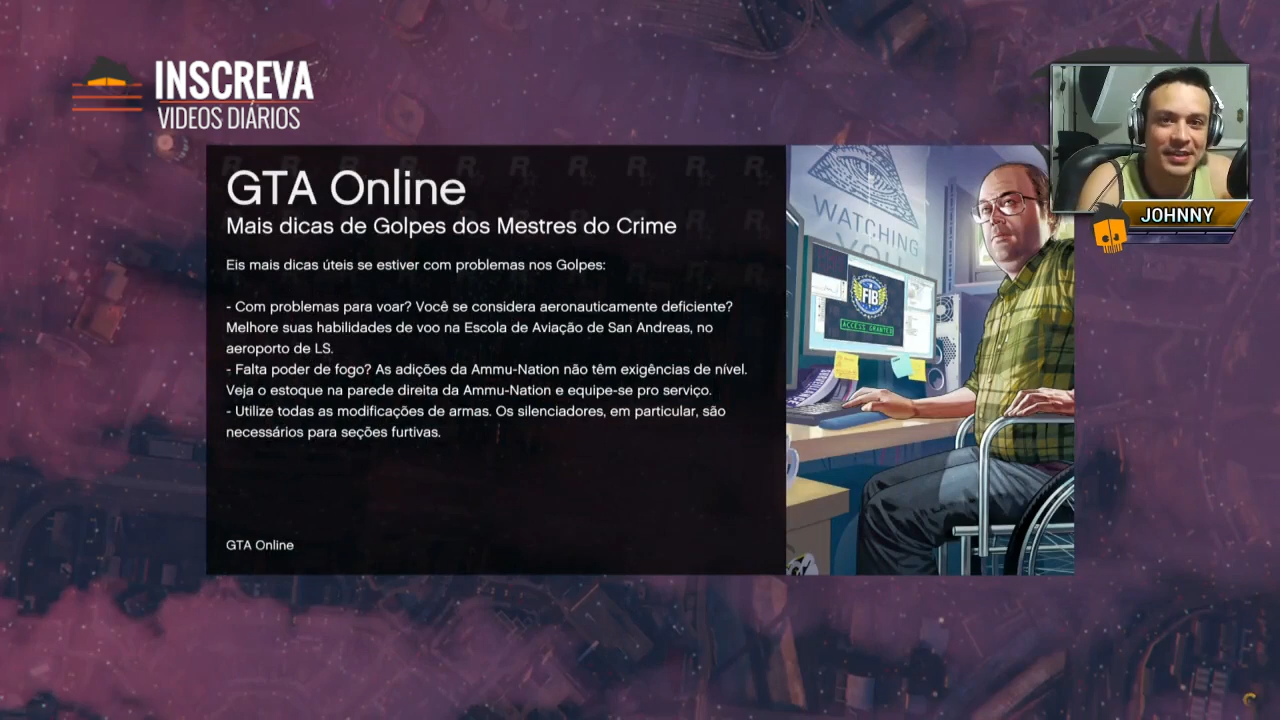 INSCREVA
VIDEOS DIÁRIOS
JOHNNY
GTA Online
Mais dicas de Golpes dos Mestres do Crime
Eis mais dicas úteis se estiver com problemas nos Golpes:
- Com problemas para voar? Você se considera aeronauticamente deficiente?
Melhore suas habilidades de voo na Escola de Aviação de San Andreas, no
aeroporto de LS.
- Falta poder de fogo? As adições da Ammu-Nation não têm exigências de nível.
Veja o estoque na parede direita da Ammu-Nation e equipe-se pro serviço.
- Utilize todas as modificações de armas. Os silenciadores, em particular, são
necessários para seções furtivas.
GTA Online
WATCHING
YOU
FIB
ACCESS GRANTED